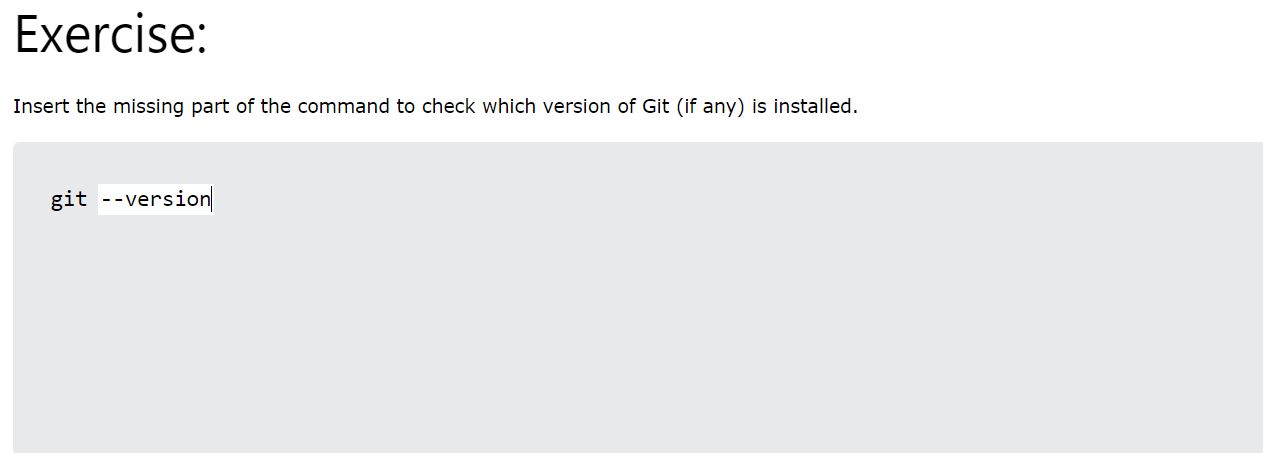 Exercise:
Insert the missing part of the command to check which version of Git (if any) is installed.
git --version